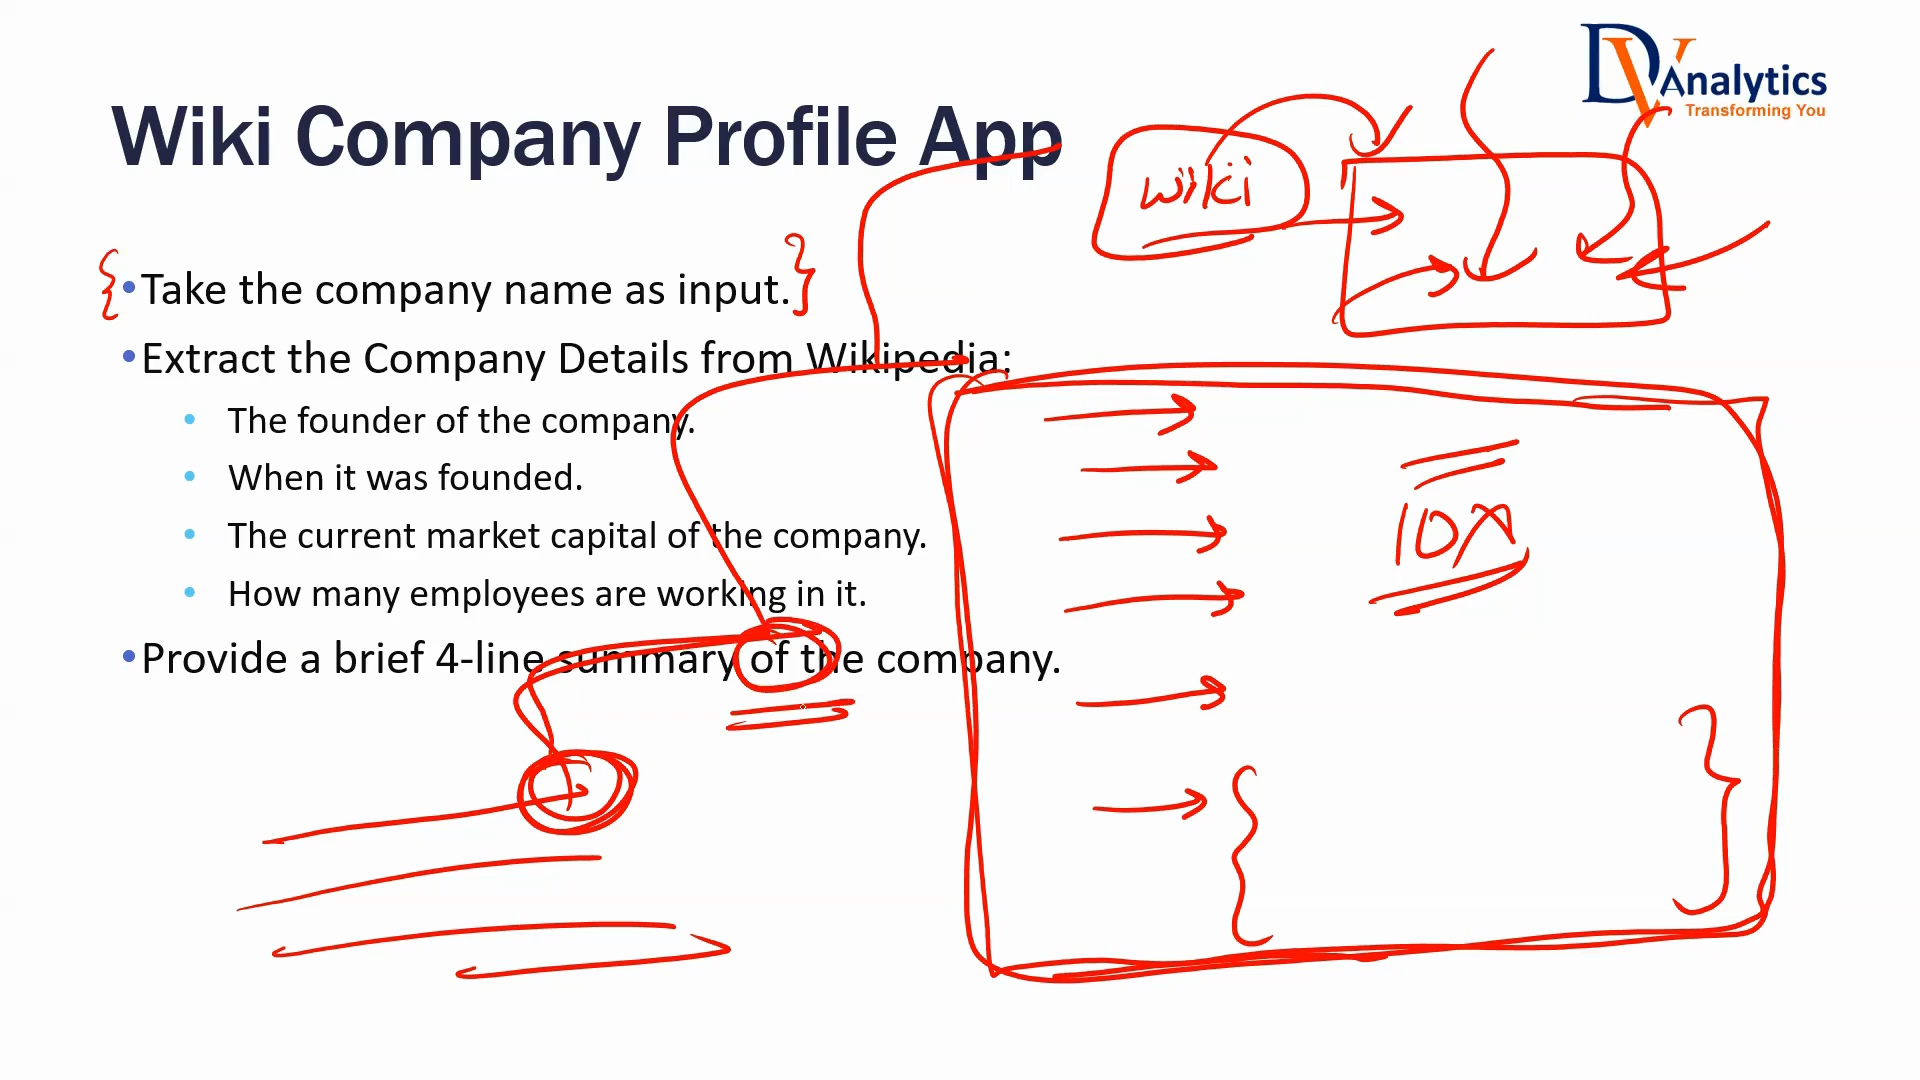 DV Analytics
Transforming You
Wiki Company Profile App
wiki
• Take the company name as input.
• Extract the Company Details from Wikipedia:
• The founder of the company.
• When it was founded.
• The current market capital of the company.
• How many employees are working in it.
• Provide a brief 4-line summary of the company.
10x